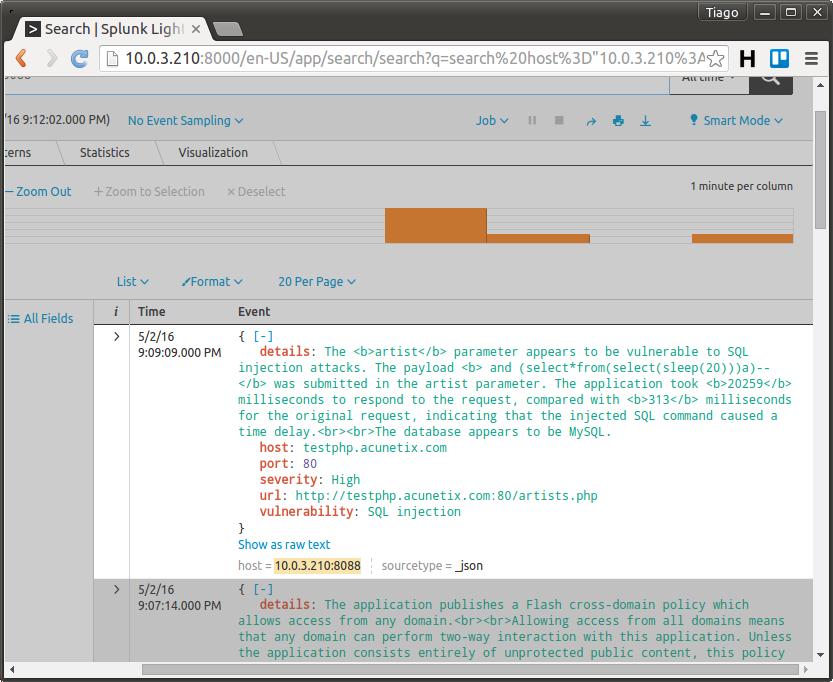 Tiago
Search | Splunk Ligh
10.0.3.210:8000/en-US/app/search/search?q=search%20host%3D"10.0.3.210%3A
H
All time
'16 9:12:02.000 PM) No Event Sampling Job Smart Mode
terns Statistics Visualization
— Zoom Out + Zoom to Selection × Deselect 1 minute per column
List Format 20 Per Page
All Fields i Time Event
5/2/16
9:09:09.000 PM
{ [-]
details: The <b>artist</b> parameter appears to be vulnerable to SQL
injection attacks. The payload <b> and (select*from(select(sleep(20)))a)--
</b> was submitted in the artist parameter. The application took <b>20259</b>
milliseconds to respond to the request, compared with <b>313</b> milliseconds
for the original request, indicating that the injected SQL command caused a
time delay.<br><br>The database appears to be MySQL.
host: testphp.acunetix.com
port: 80
severity: High
url: http://testphp.acunetix.com:80/artists.php
vulnerability: SQL injection
}
Show as raw text
host = 10.0.3.210:8088 sourcetype = _json
5/2/16
9:07:14.000 PM
{ [-]
details: The application publishes a Flash cross-domain policy which
allows access from any domain.<br><br>Allowing access from all domains means
that any domain can perform two-way interaction with this application. Unless
the application consists entirely of unprotected public content, this policy